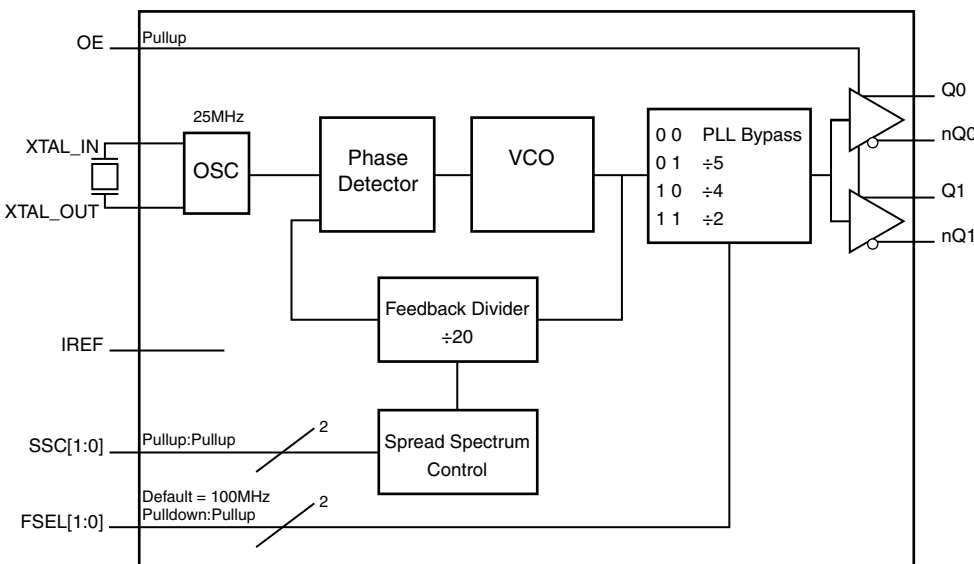 OE
Pullup
Q0
nQ0
Q1
nQ1
25MHz
XTAL_IN
OSC
XTAL_OUT
Phase
Detector
VCO
0 0 PLL Bypass
0 1 ÷5
1 0 ÷4
1 1 ÷2
Feedback Divider
÷20
IREF
SSC[1:0]
Pullup:Pullup
2
Spread Spectrum
Control
FSEL[1:0]
Default = 100MHz
Pulldown:Pullup
2